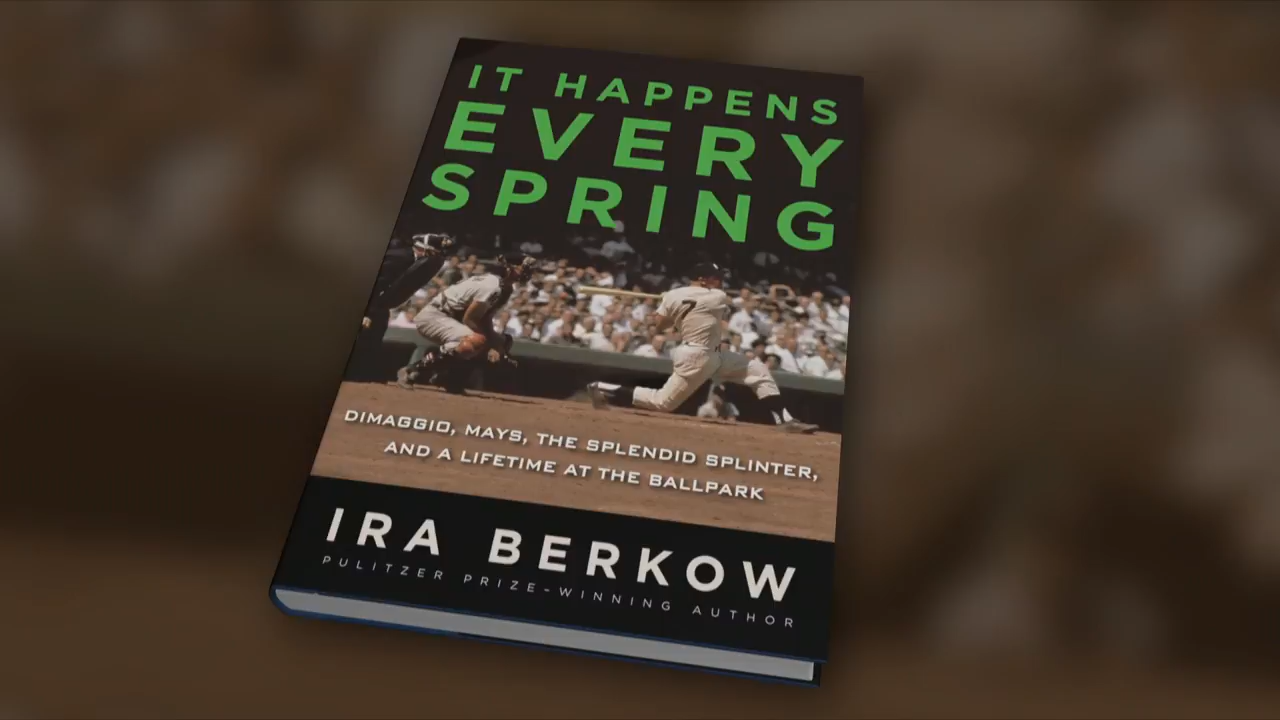 IT HAPPENS
EVERY
SPRING
7
DIMAGGIO, MAYS, THE SPLENDID SPLINTER,
AND A LIFETIME AT THE BALLPARK
IRA BERKOW
PULITZER PRIZE-WINNING AUTHOR